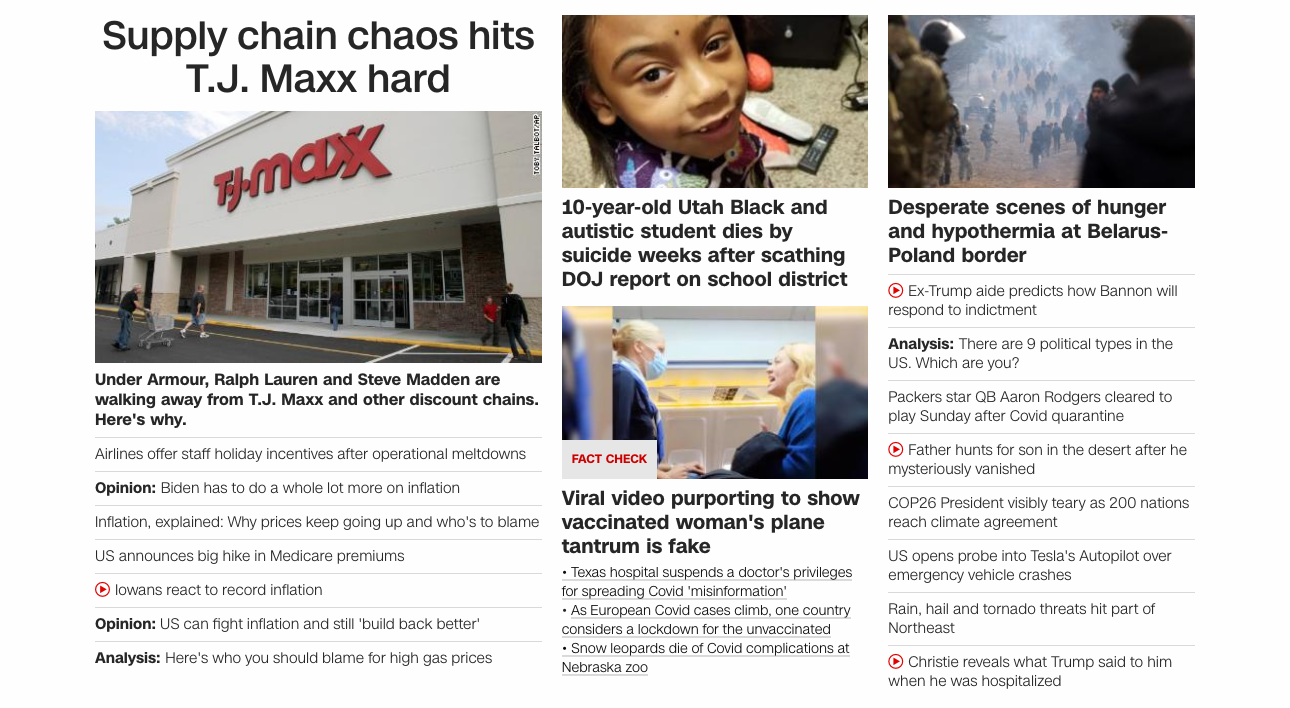 Supply chain chaos hits
T.J. Maxx hard
TOBY TALBOT/AP
T·J·maxx
Under Armour, Ralph Lauren and Steve Madden are
walking away from T.J. Maxx and other discount chains.
Here's why.
Airlines offer staff holiday incentives after operational meltdowns
Opinion: Biden has to do a whole lot more on inflation
Inflation, explained: Why prices keep going up and who's to blame
US announces big hike in Medicare premiums
Iowans react to record inflation
Opinion: US can fight inflation and still 'build back better'
Analysis: Here's who you should blame for high gas prices
10-year-old Utah Black and
autistic student dies by
suicide weeks after scathing
DOJ report on school district
FACT CHECK
Viral video purporting to show
vaccinated woman's plane
tantrum is fake
• Texas hospital suspends a doctor's privileges
for spreading Covid 'misinformation'
• As European Covid cases climb, one country
considers a lockdown for the unvaccinated
• Snow leopards die of Covid complications at
Nebraska zoo
Desperate scenes of hunger
and hypothermia at Belarus-
Poland border
Ex-Trump aide predicts how Bannon will
respond to indictment
Analysis: There are 9 political types in the
US. Which are you?
Packers star QB Aaron Rodgers cleared to
play Sunday after Covid quarantine
Father hunts for son in the desert after he
mysteriously vanished
COP26 President visibly teary as 200 nations
reach climate agreement
US opens probe into Tesla's Autopilot over
emergency vehicle crashes
Rain, hail and tornado threats hit part of
Northeast
Christie reveals what Trump said to him
when he was hospitalized